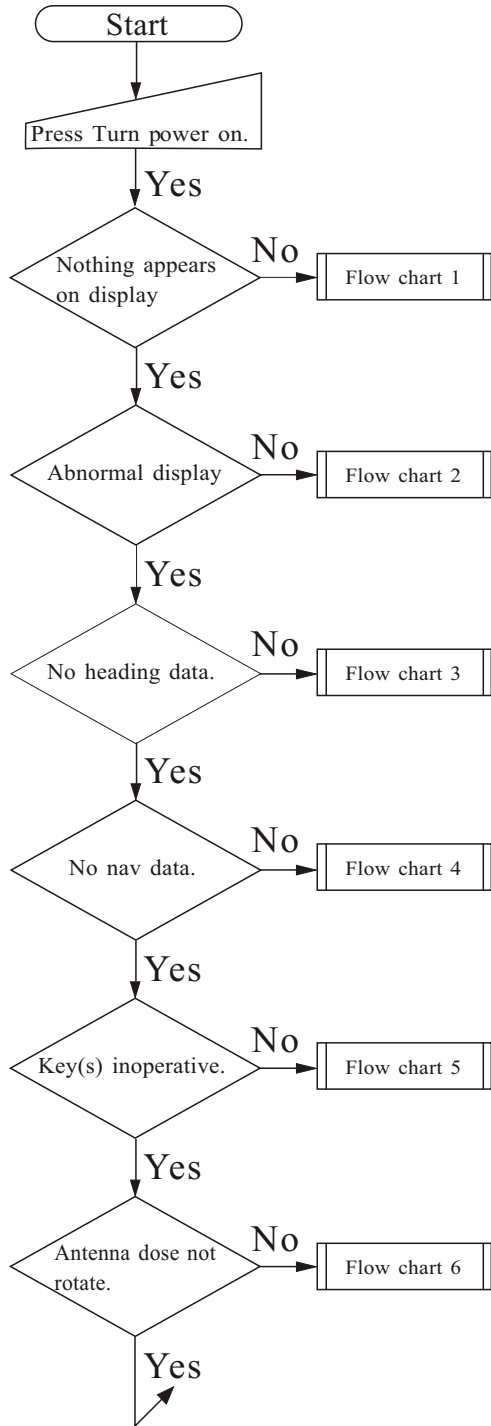 Start
Press Turn power on.
Yes
Nothing appears
on display
No
Flow chart 1
Yes
Abnormal display
No
Flow chart 2
Yes
No heading data.
No
Flow chart 3
Yes
No nav data.
No
Flow chart 4
Yes
Key(s) inoperative.
No
Flow chart 5
Yes
Antenna dose not
rotate.
No
Flow chart 6
Yes